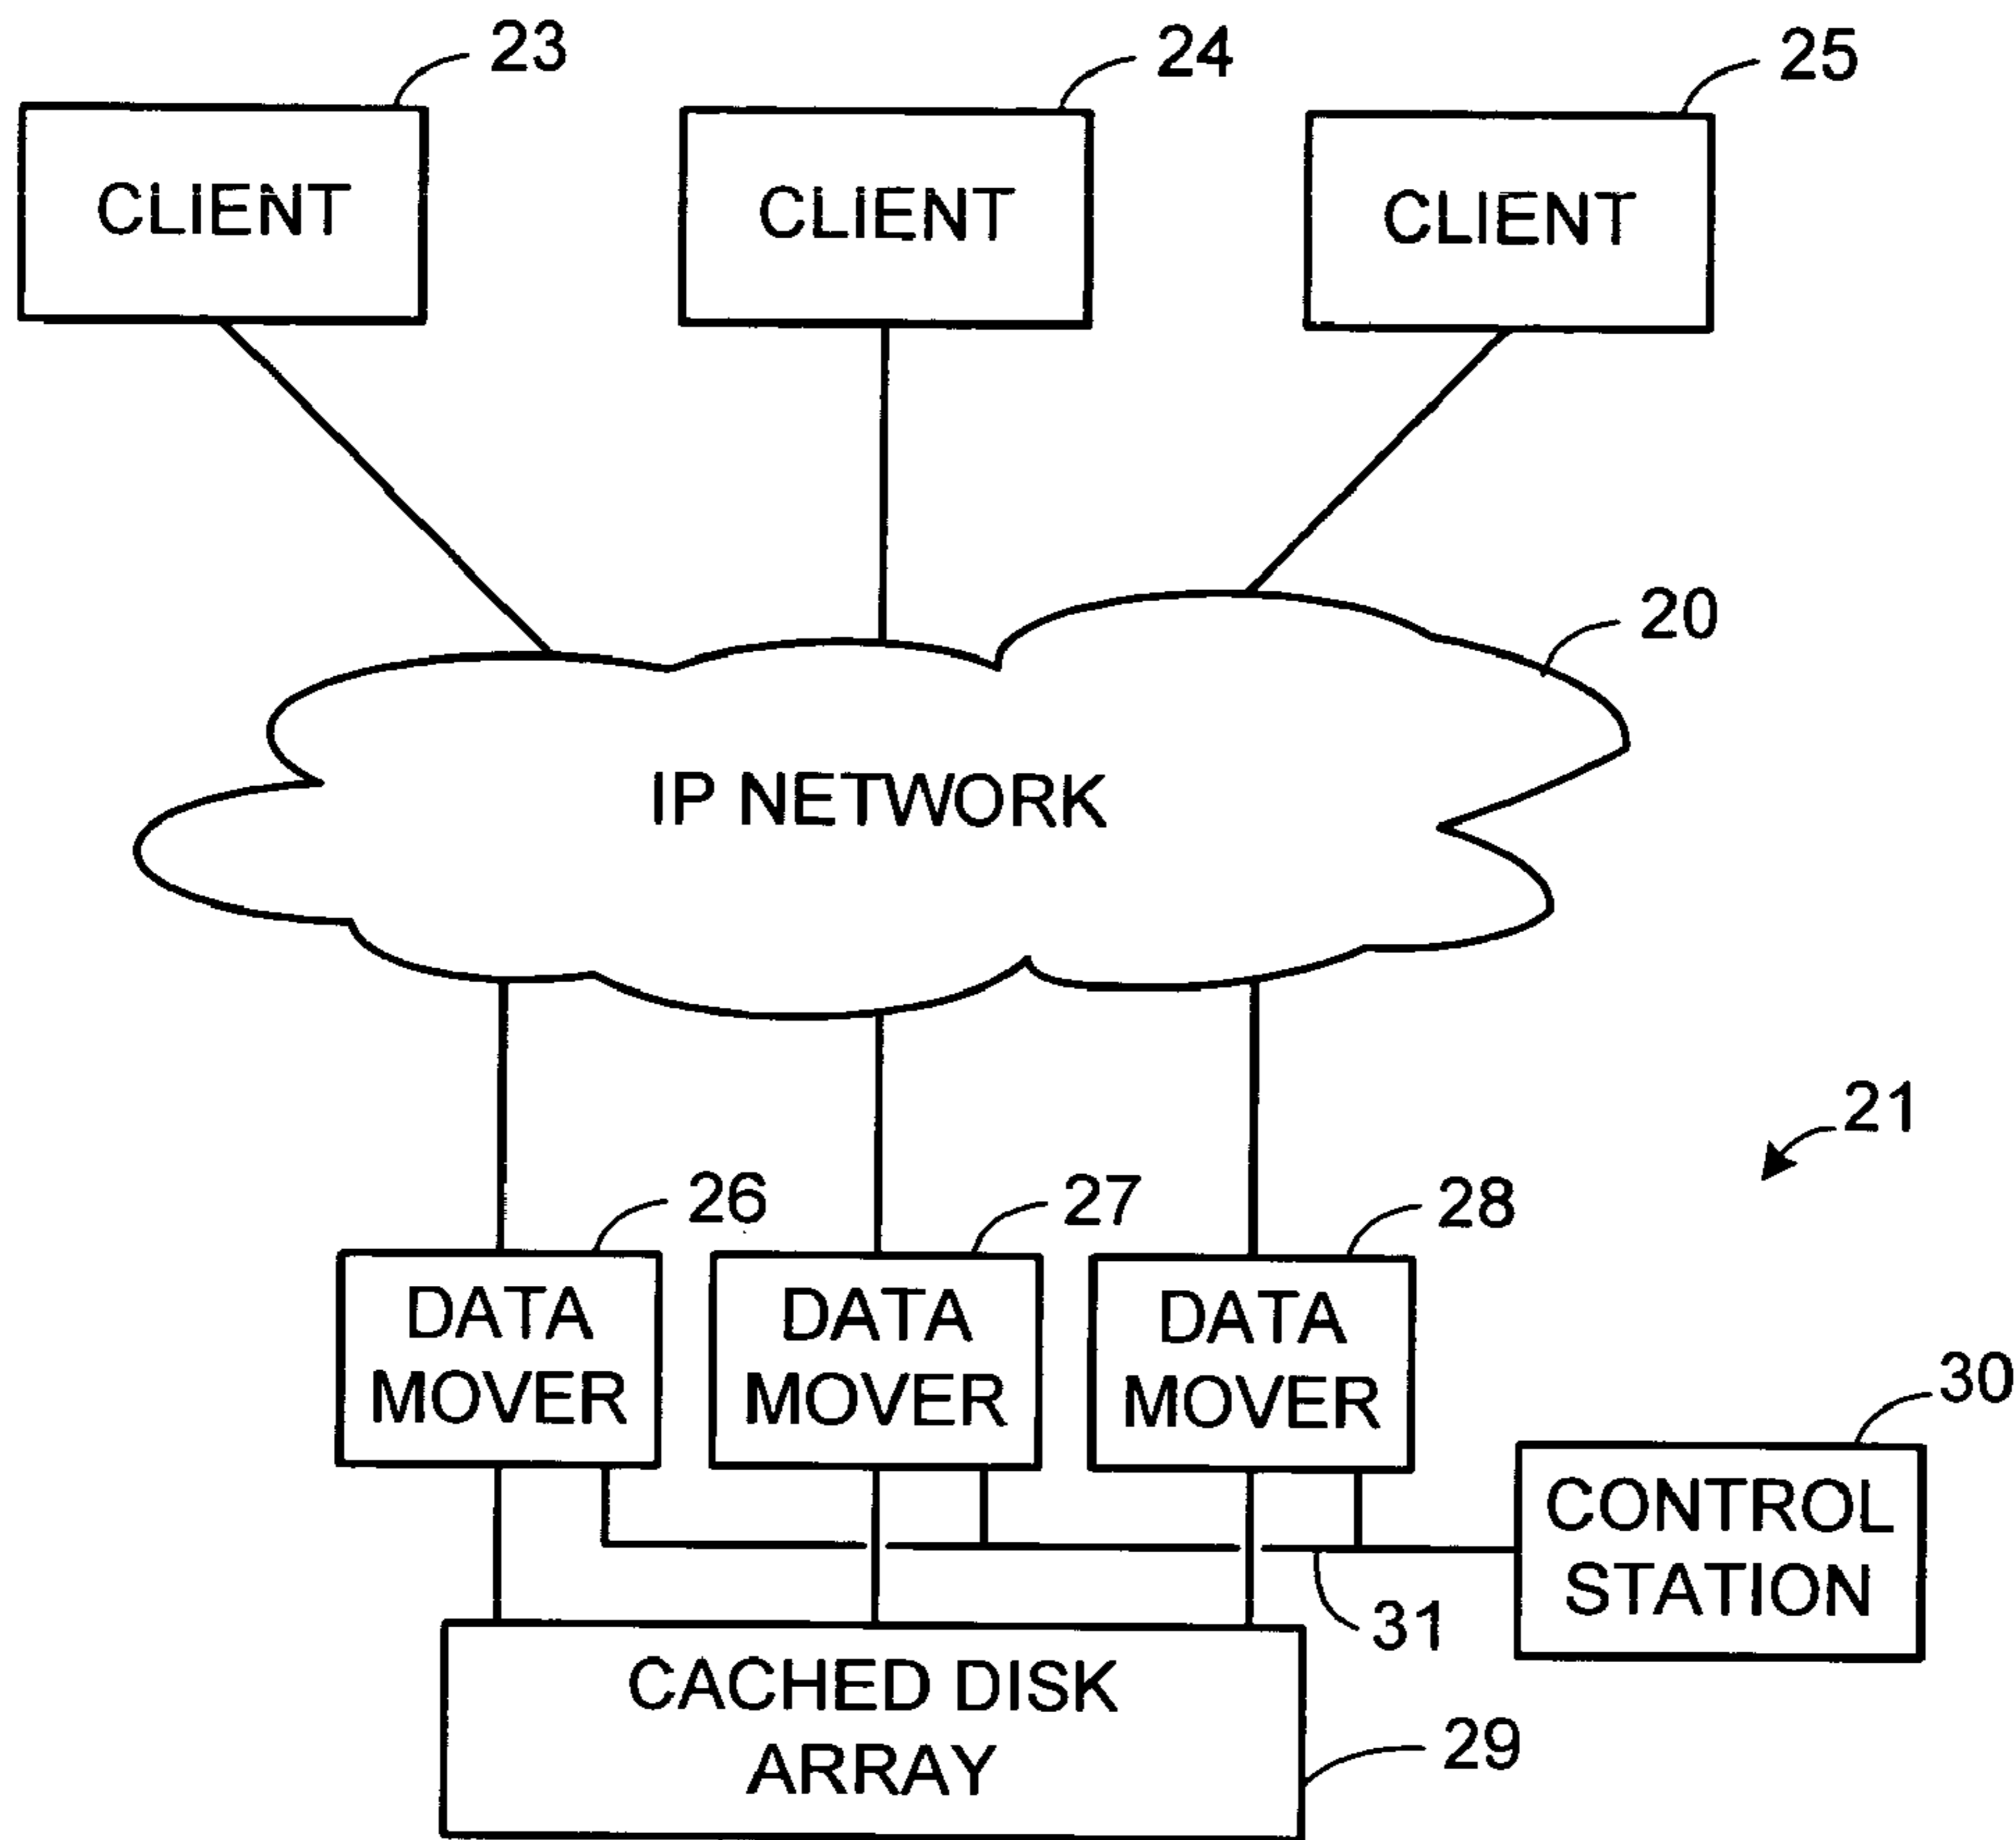 23
24
25
CLIENT
CLIENT
CLIENT
20
IP NETWORK
21
26
27
28
DATA
MOVER
DATA
MOVER
DATA
MOVER
30
CONTROL
STATION
31
CACHED DISK
ARRAY
29